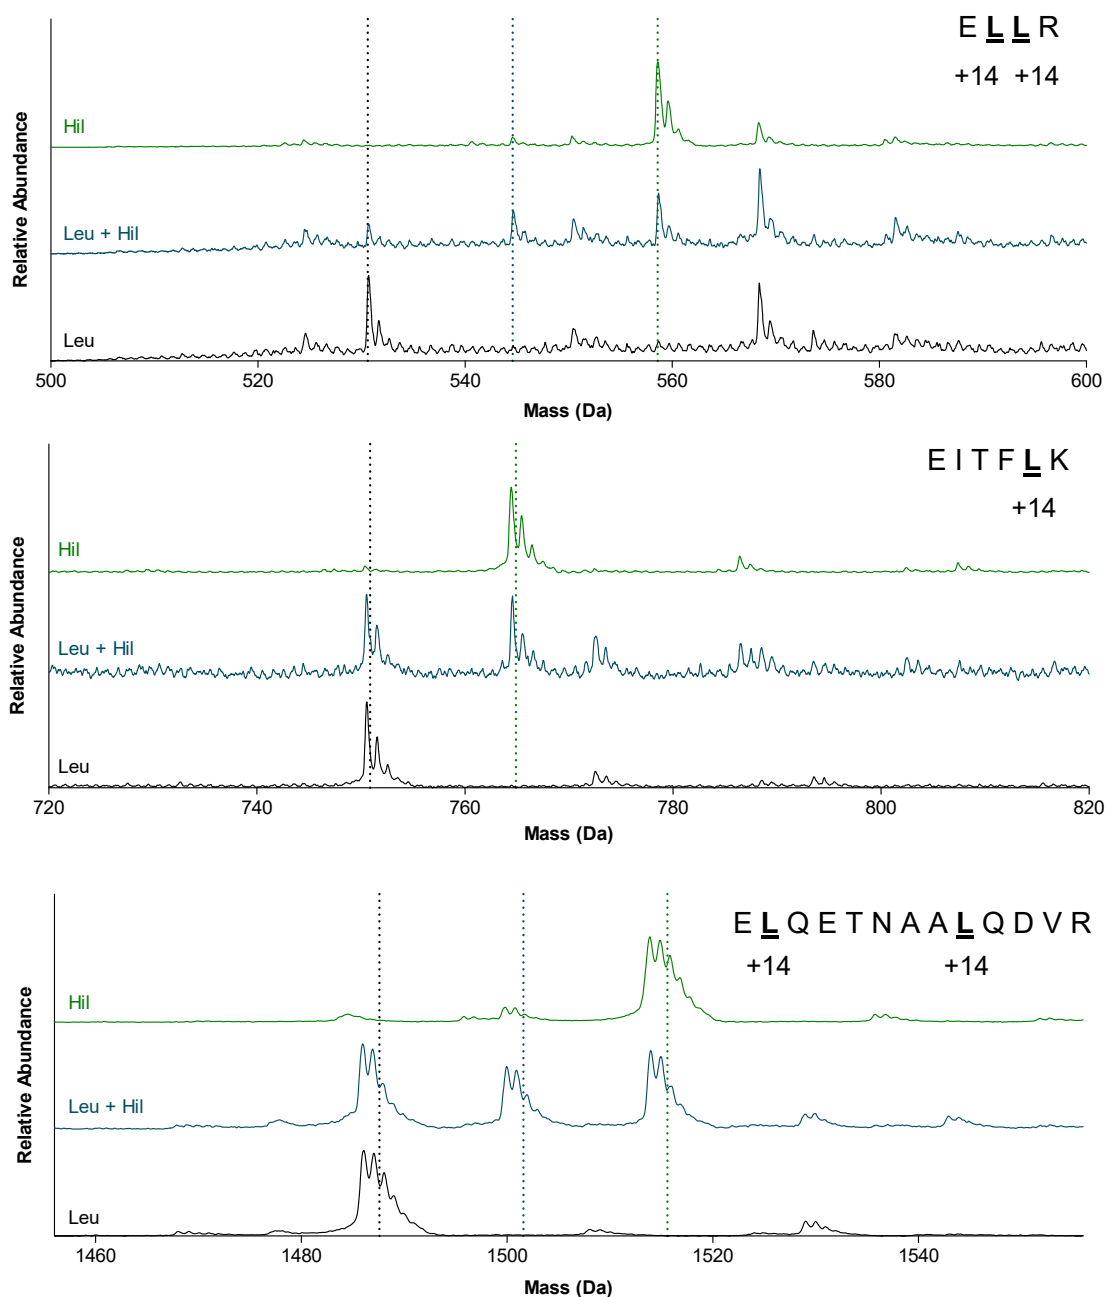 E L L R
+14 +14
Relative Abundance
Hil
Leu + Hil
Leu
500 520 540 560 580 600
Mass (Da)
E I T F L K
+14
Relative Abundance
Hil
Leu + Hil
Leu
720 740 760 780 800 820
Mass (Da)
E L Q E T N A A L Q D V R
+14 +14
Relative Abundance
Hil
Leu + Hil
Leu
1460 1480 1500 1520 1540
Mass (Da)